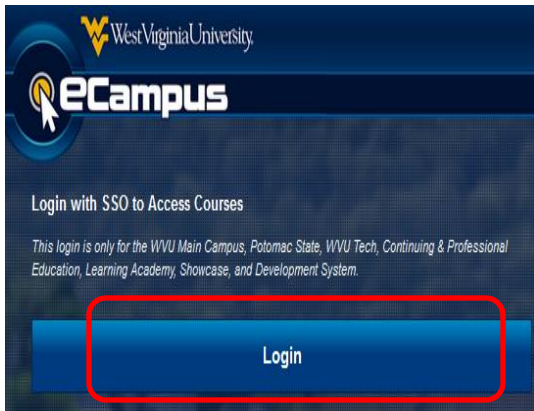 WestVirginiaUniversity,
eCampus
Login with SSO to Access Courses
This login is only for the WVU Main Campus, Potomac State, WVU Tech, Continuing & Professional
Education, Learning Academy, Showcase, and Development System.
Login